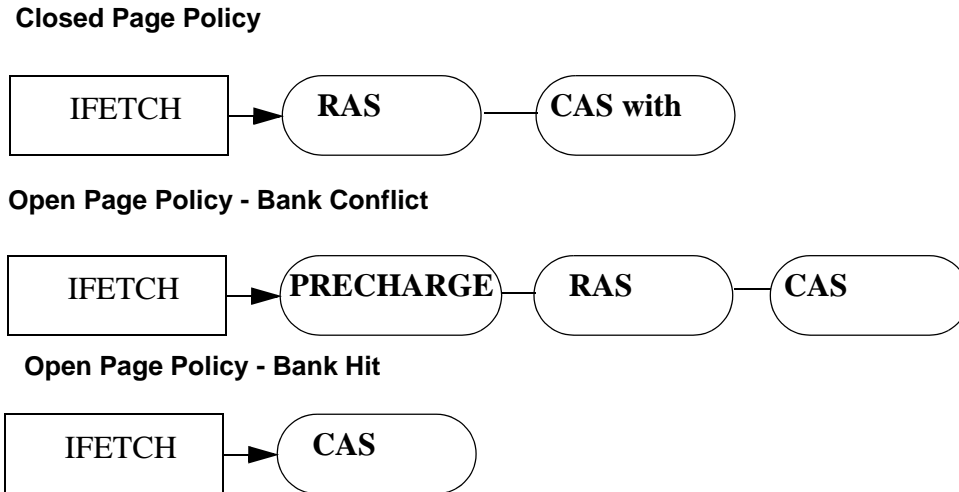 Closed Page Policy
IFETCH RAS CAS with
Open Page Policy - Bank Conflict
IFETCH PRECHARGE RAS CAS
Open Page Policy - Bank Hit
IFETCH CAS